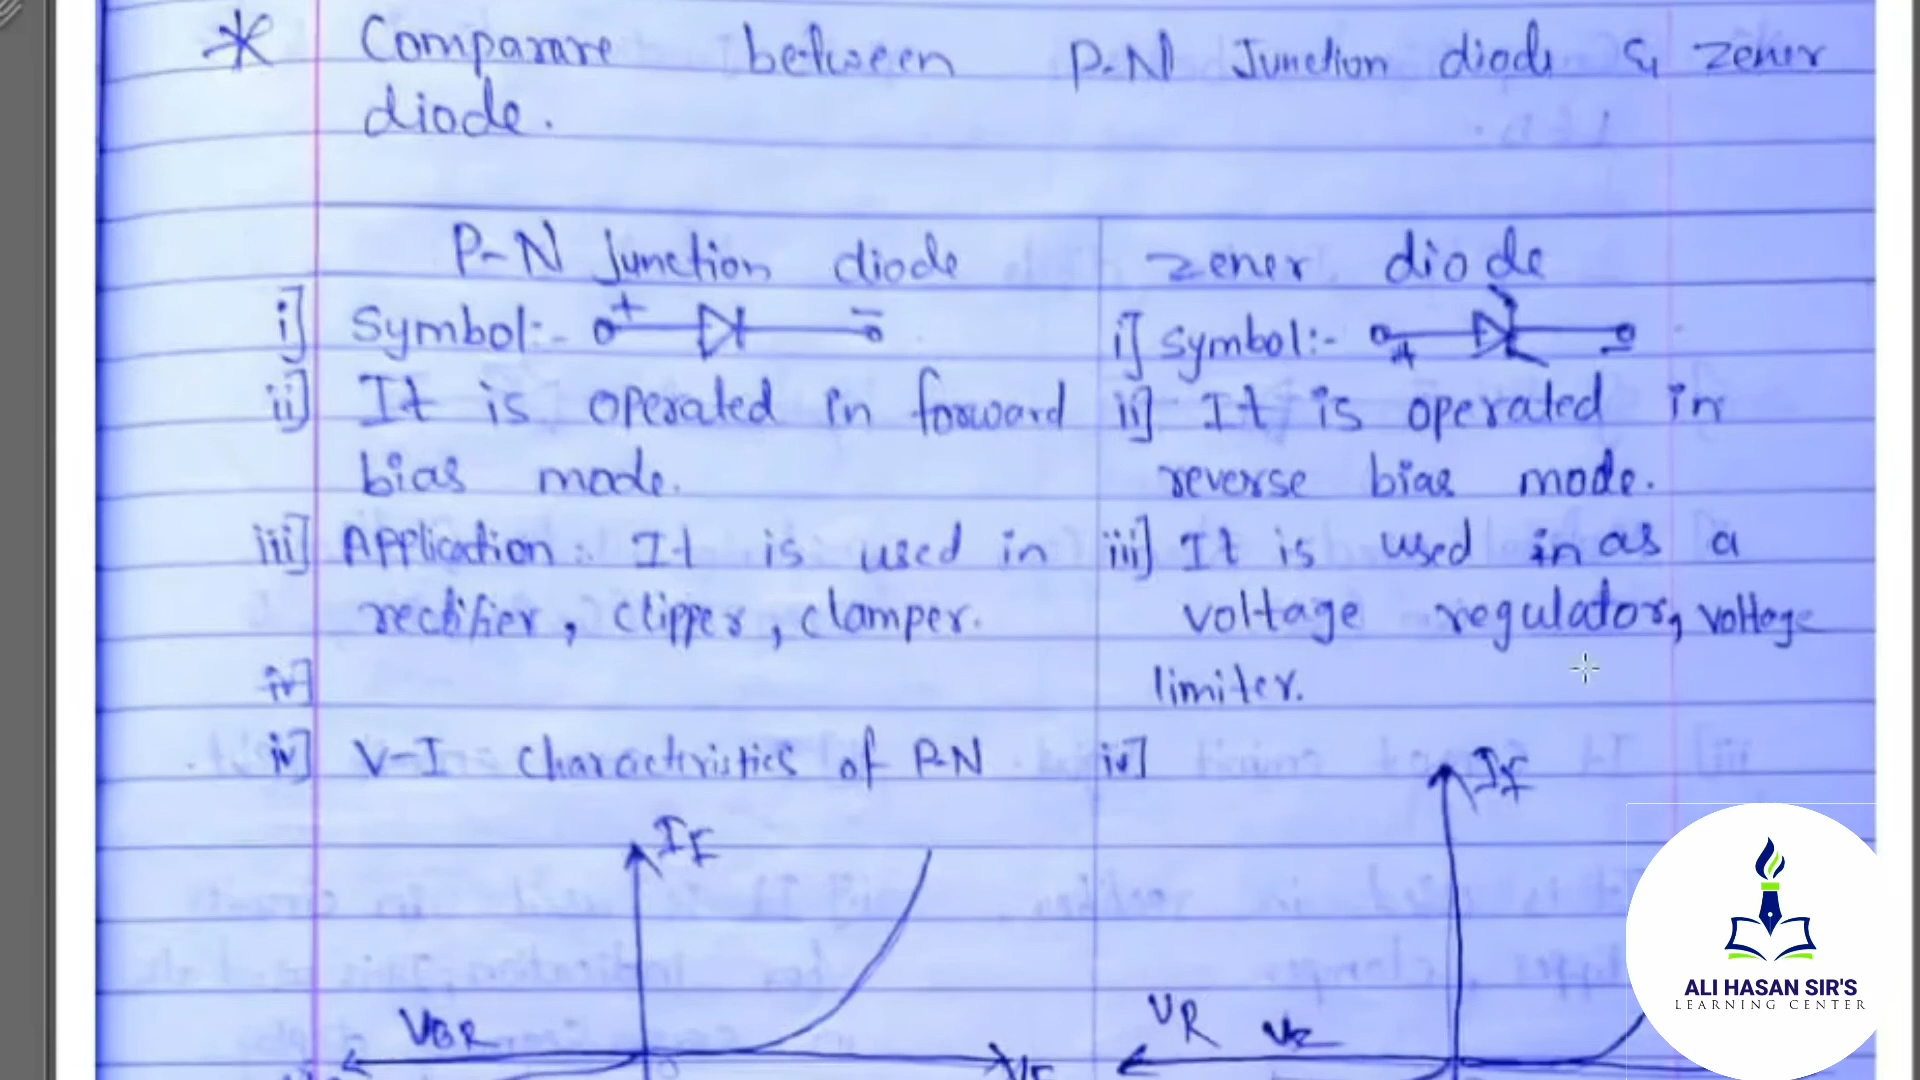 * Comparare between P-N Junction diode & zener
diode.
P-N Junction diode
zener diode
i] Symbol:- + -
i] symbol:- + -
ii] It is operated in forward
bias mode.
ii] It is operated in
reverse bias mode.
iii] Application: It is used in
rectifier, clipper, clamper.
iii] It is used in as a
voltage regulator, voltage
limiter.
iv]
iv] V-I Charactristics of P-N
iv]
IF
VBR
IF
VR VZ
ALI HASAN SIR'S
LEARNING CENTER